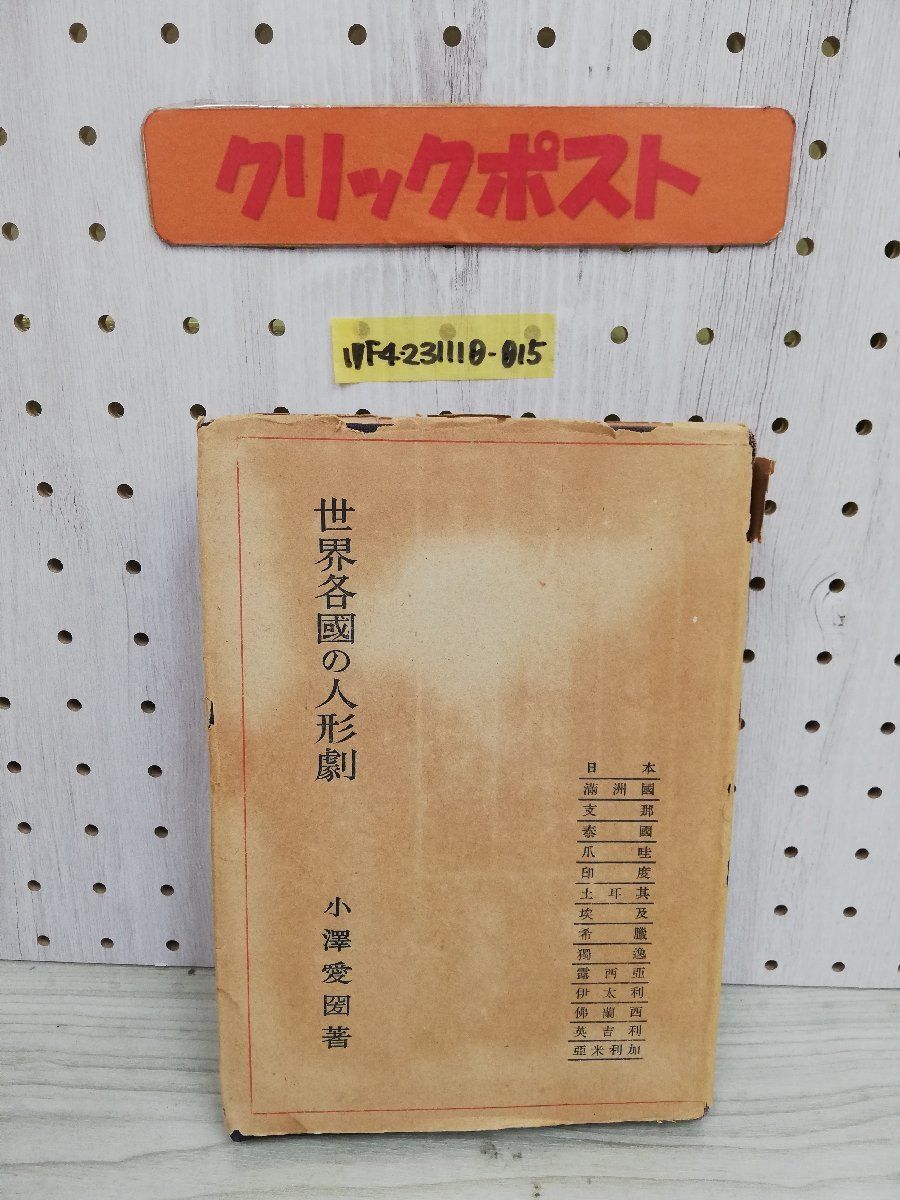 クリックポスト
17F4-231110-015
世界各國の人形劇
小澤愛圀著
日本
滿洲國
支那
泰國
爪哇
印度
土耳其
埃及
希臘
獨逸
露西亞
伊太利
佛蘭西
英吉利
亞米利加